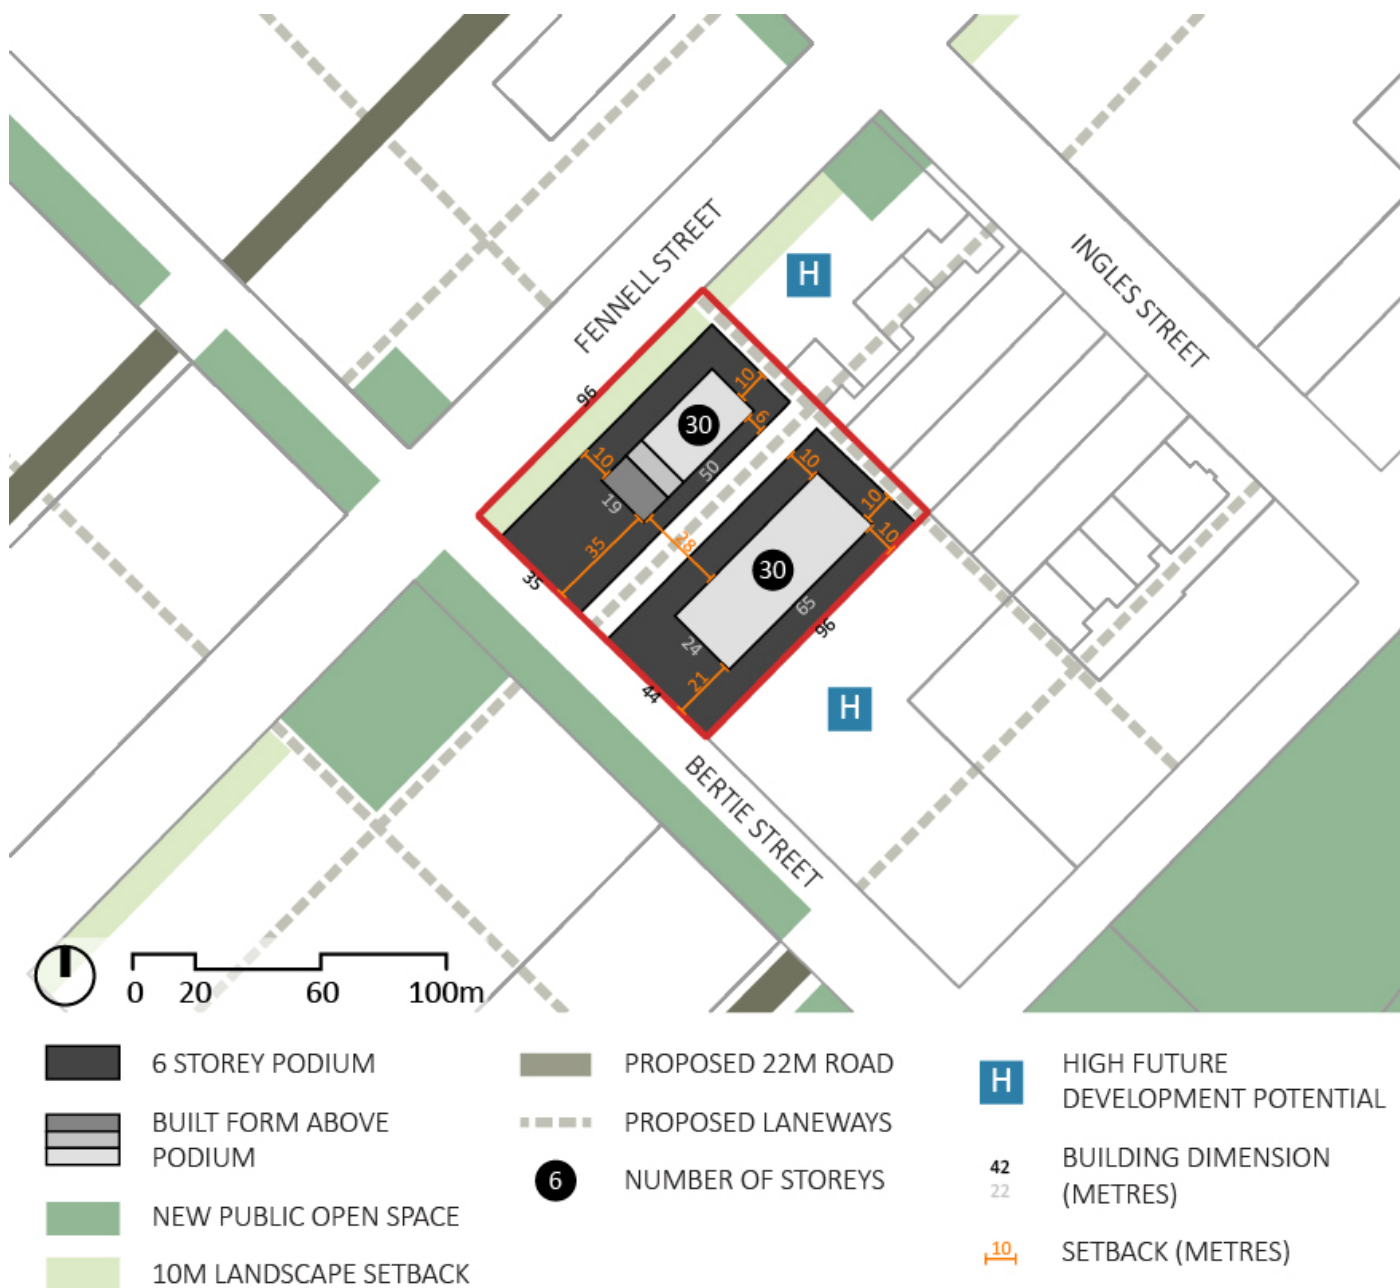 H
INGLES STREET
FENNELL STREET
96
10
30
6
10
50
19
10
28
10
35
10
30
35
65
24
96
21
44
H
BERTIE STREET
0 20 60 100m
6 STOREY PODIUM
BUILT FORM ABOVE
PODIUM
NEW PUBLIC OPEN SPACE
10M LANDSCAPE SETBACK
PROPOSED 22M ROAD
PROPOSED LANEWAYS
6 NUMBER OF STOREYS
H HIGH FUTURE
DEVELOPMENT POTENTIAL
42 BUILDING DIMENSION
22 (METRES)
10 SETBACK (METRES)